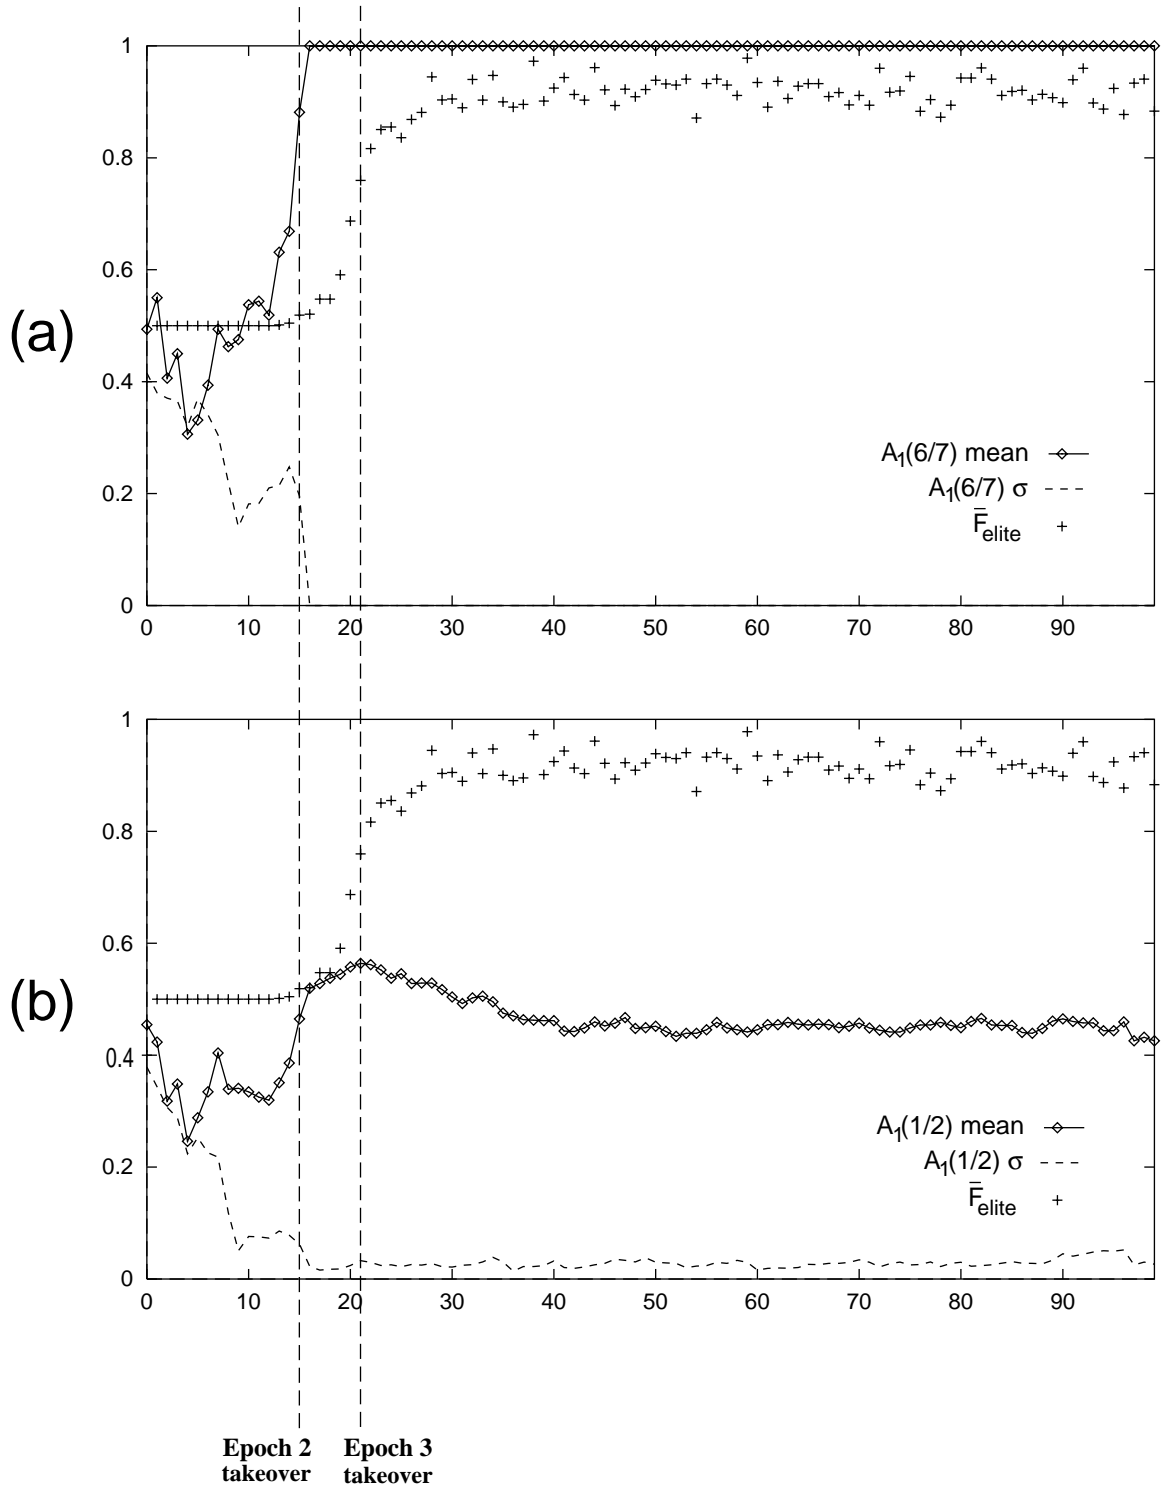 (a)
1
0.8
0.6
0.4
0.2
0
0 10 20 30 40 50 60 70 80 90
A1(6/7) mean
A1(6/7) σ
F̄elite
(b)
1
0.8
0.6
0.4
0.2
0
0 10 20 30 40 50 60 70 80 90
A1(1/2) mean
A1(1/2) σ
F̄elite
Epoch 2 takeover
Epoch 3 takeover